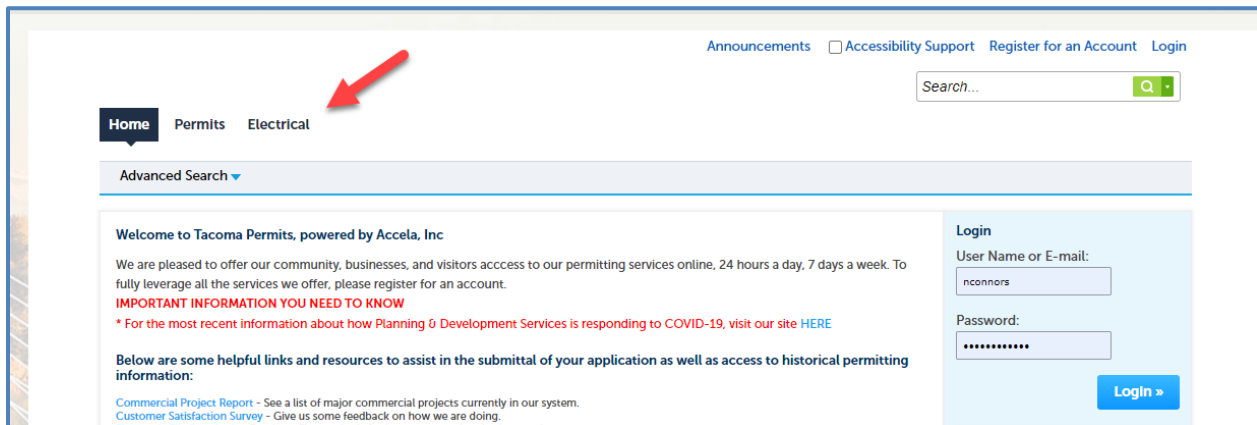 Announcements Accessibility Support Register for an Account Login
Search...
Home Permits Electrical
Advanced Search
Welcome to Tacoma Permits, powered by Accela, Inc
We are pleased to offer our community, businesses, and visitors acccess to our permitting services online, 24 hours a day, 7 days a week. To
fully leverage all the services we offer, please register for an account.
IMPORTANT INFORMATION YOU NEED TO KNOW
* For the most recent information about how Planning & Development Services is responding to COVID-19, visit our site HERE
Below are some helpful links and resources to assist in the submittal of your application as well as access to historical permitting
information:
Commercial Project Report - See a list of major commercial projects currently in our system.
Customer Satisfaction Survey - Give us some feedback on how we are doing.
Login
User Name or E-mail:
nconnors
Password:
••••••••••••
Login »